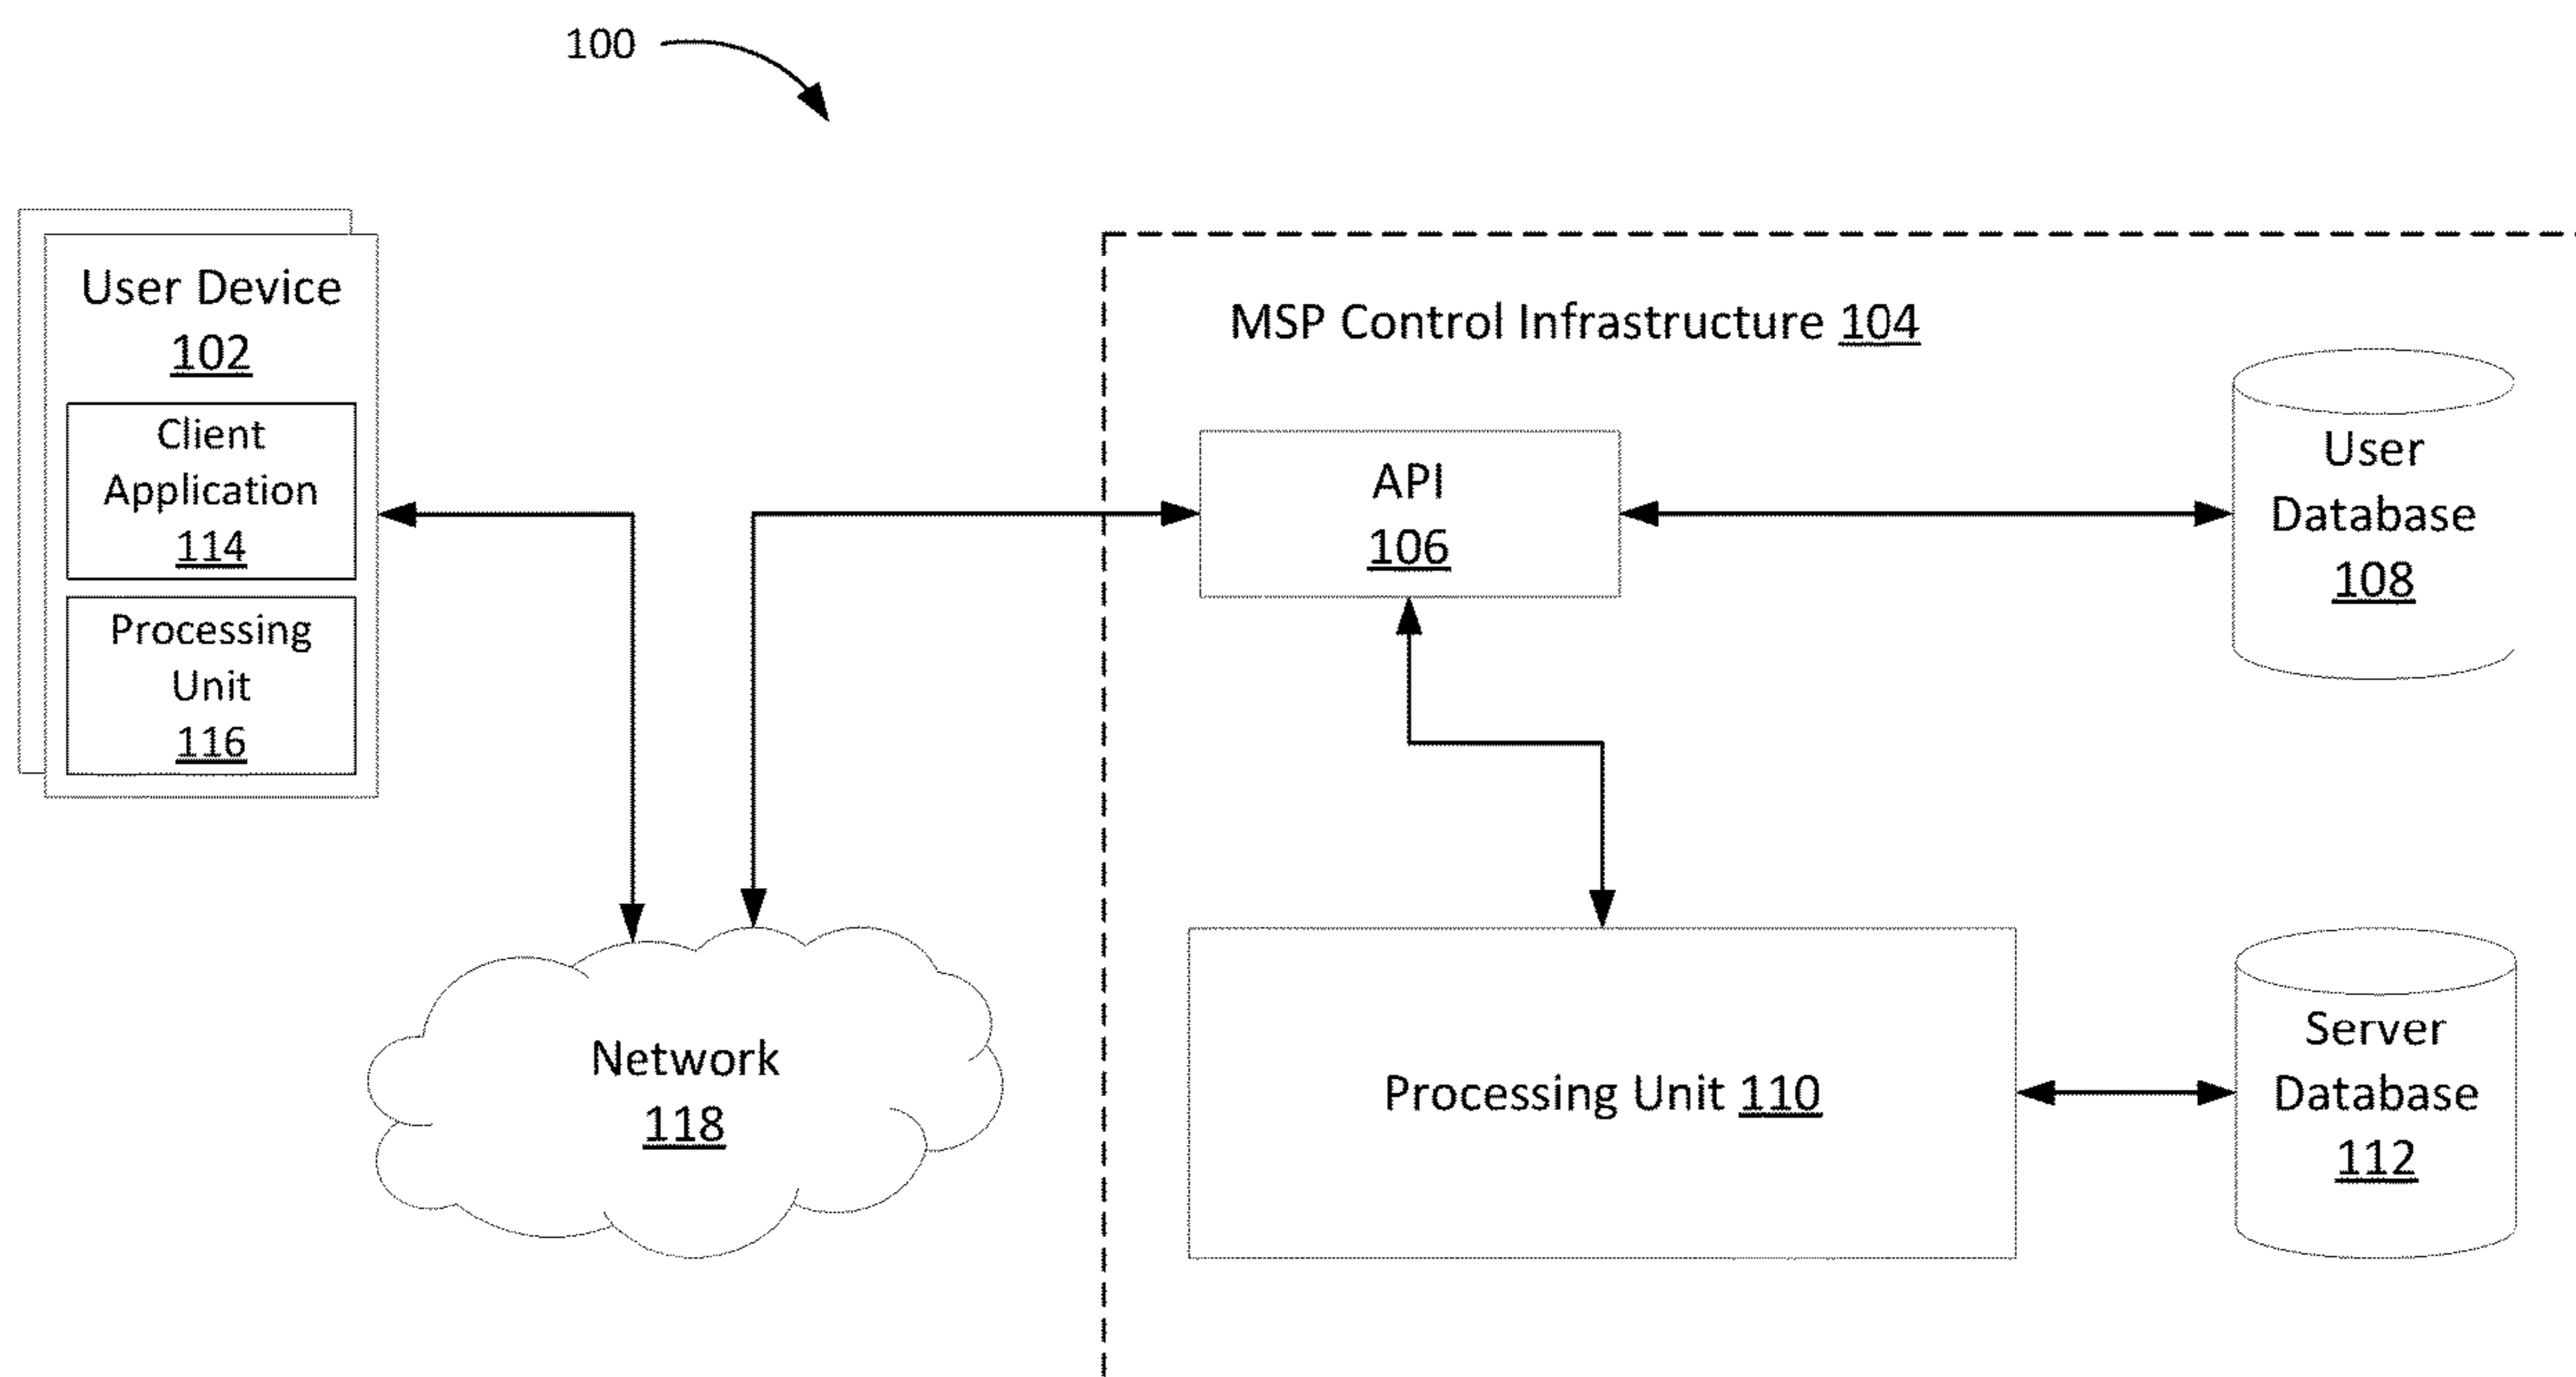 100
User Device
102
Client
Application
114
Processing
Unit
116
MSP Control Infrastructure 104
API
106
User
Database
108
Network
118
Processing Unit 110
Server
Database
112